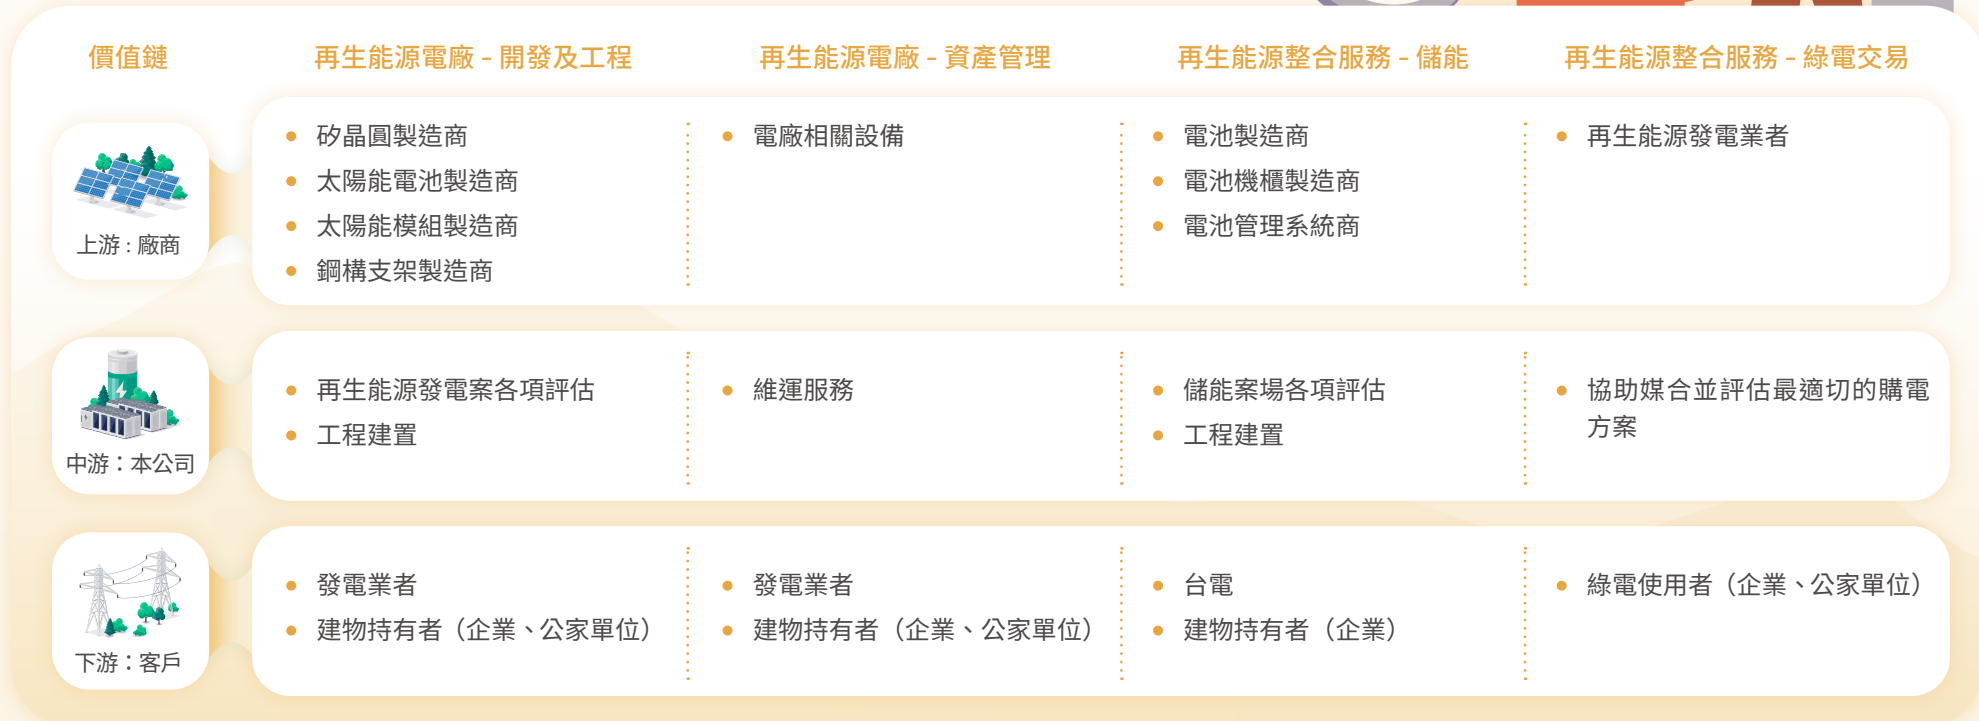 價值鏈
再生能源電廠 - 開發及工程
再生能源電廠 - 資產管理
再生能源整合服務 - 儲能
再生能源整合服務 - 綠電交易
上游 : 廠商
矽晶圓製造商
太陽能電池製造商
太陽能模組製造商
鋼構支架製造商
電廠相關設備
電池製造商
電池機櫃製造商
電池管理系統商
再生能源發電業者
中游：本公司
再生能源發電案各項評估
工程建置
維運服務
儲能案場各項評估
工程建置
協助媒合並評估最適切的購電
方案
下游：客戶
發電業者
建物持有者（企業、公家單位）
發電業者
建物持有者（企業、公家單位）
台電
建物持有者（企業）
綠電使用者（企業、公家單位）